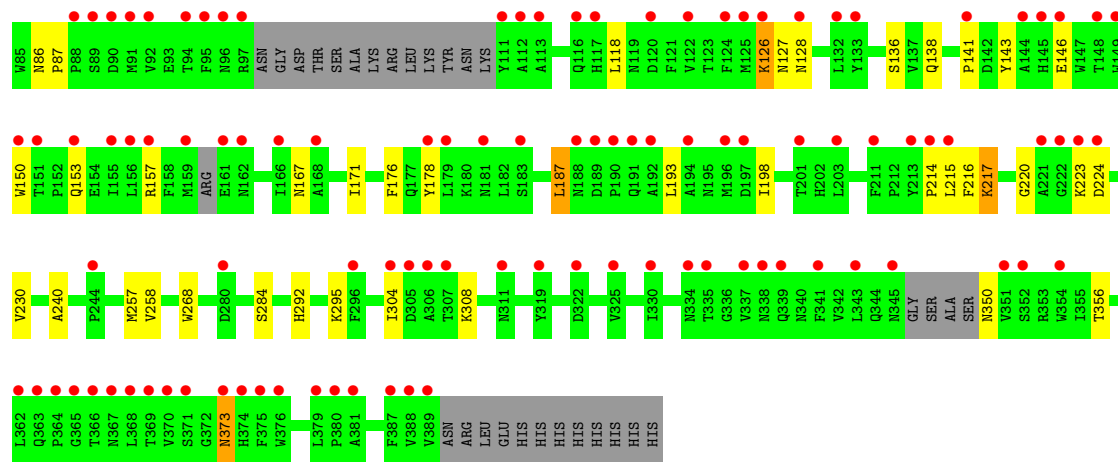 W85 N86 P87 P88 S89 D90 M91 V92 E93 T94 F95 N96 R97 ASN GLY ASP THR SER ALA LYS ARG LEU LYS TYR ASN LYS Y111 A112 A113 Q116 H117 L118 N119 D120 F121 V122 T123 F124 M125 K126 N127 N128 L132 Y133 S136 V137 Q138 P141 D142 Y143 A144 H145 E146 W147 T148 W149
W150 T151 P152 Q153 E154 I155 L156 R157 F158 M159 ARG E161 N162 I166 N167 A168 I171 F176 Q177 Y178 L179 K180 N181 L182 S183 L187 N188 D189 P190 Q191 A192 L193 A194 N195 M196 D197 I198 T201 H202 L203 F211 P212 Y213 P214 L215 F216 K217 G220 A221 G222 K223 D224
V230 A240 P244 M257 V258 W268 D280 S284 H292 K295 F296 I304 D305 A306 T307 K308 N311 Y319 D322 V325 I330 N334 T335 G336 V337 N338 Q339 N340 F341 V342 L343 Q344 N345 GLY SER ALA SER N350 V351 S352 R353 W354 I355 T356
L362 Q363 P364 G365 T366 N367 L368 T369 V370 S371 G372 N373 H374 F375 W376 L379 P380 A381 F387 V388 V389 ASN ARG LEU GLU HIS HIS HIS HIS HIS HIS HIS HIS